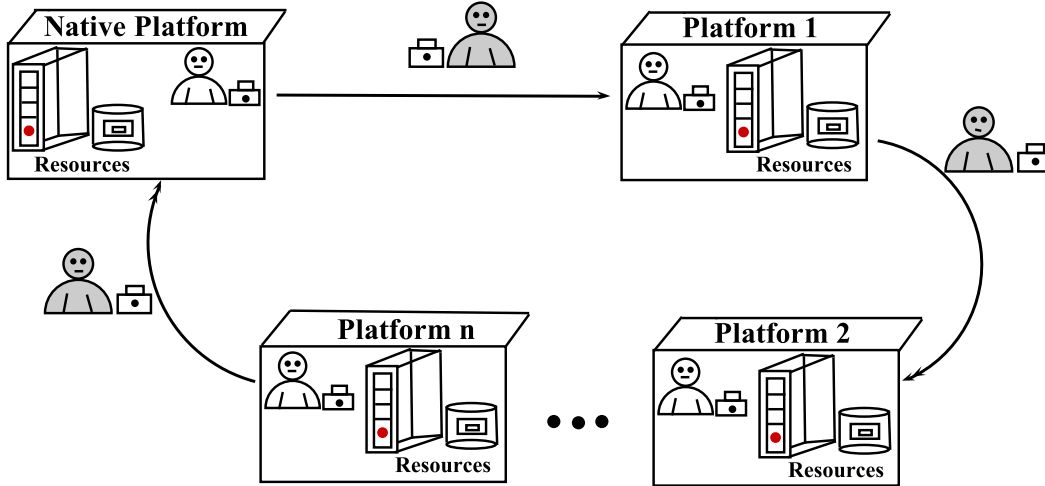 Native Platform
Resources
Platform 1
Resources
Platform n
Resources
Platform 2
Resources